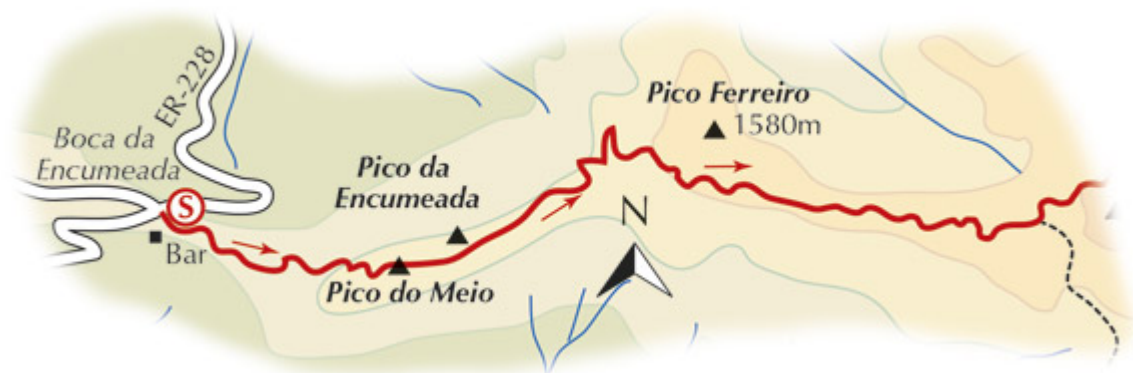 ER-228
Boca da
Encumeada
S
Bar
Pico da
Encumeada
Pico do Meio
N
Pico Ferreiro
1580m